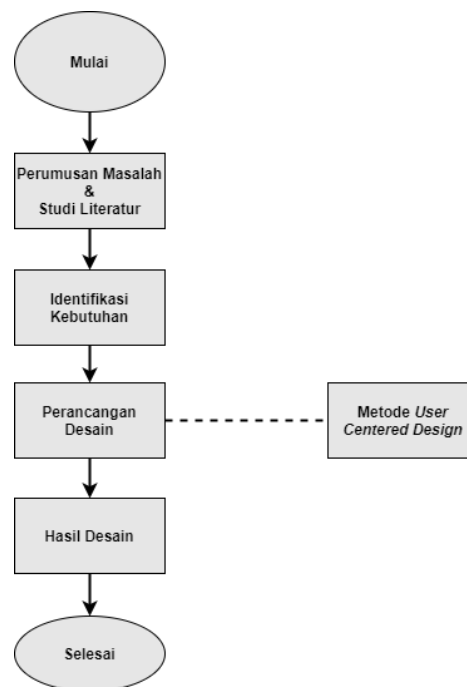 Mulai
Perumusan Masalah
&
Studi Literatur
Identifikasi
Kebutuhan
Perancangan
Desain
Metode User
Centered Design
Hasil Desain
Selesai